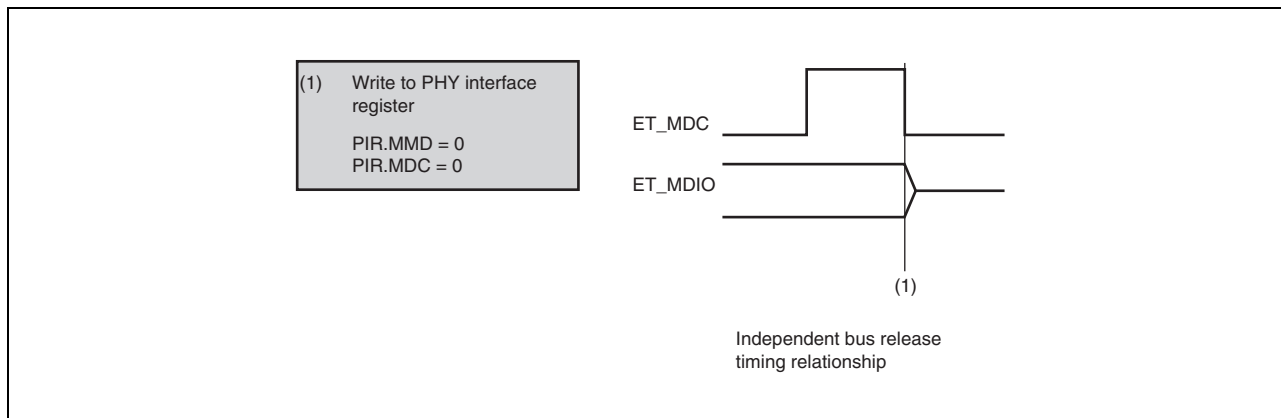 (1) Write to PHY interface
register
PIR.MMD = 0
PIR.MDC = 0
ET_MDC
ET_MDIO
(1)
Independent bus release
timing relationship